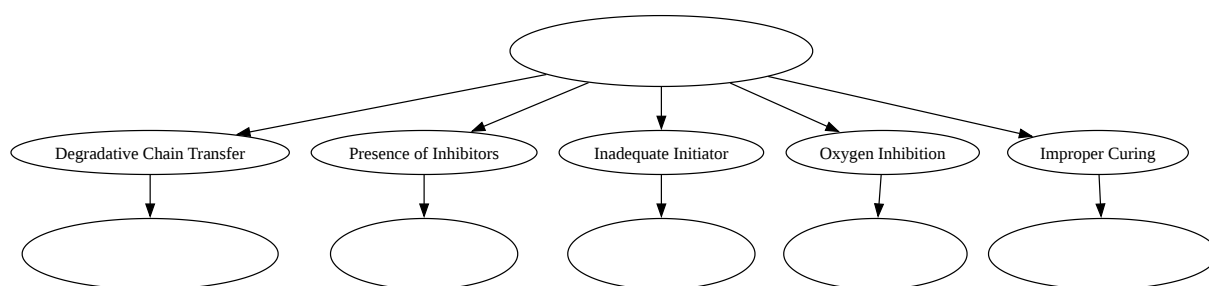 Degradative Chain Transfer
Presence of Inhibitors
Inadequate Initiator
Oxygen Inhibition
Improper Curing